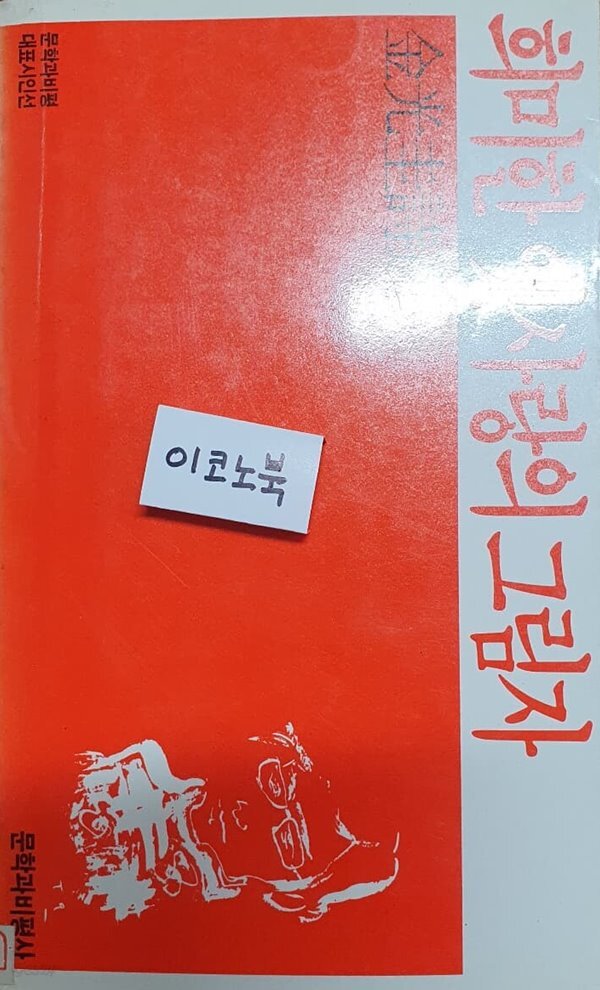 희미한 옛사랑의 그림자
金光圭詩
문학과비평
대표시인선
이코노북
문학과비평사